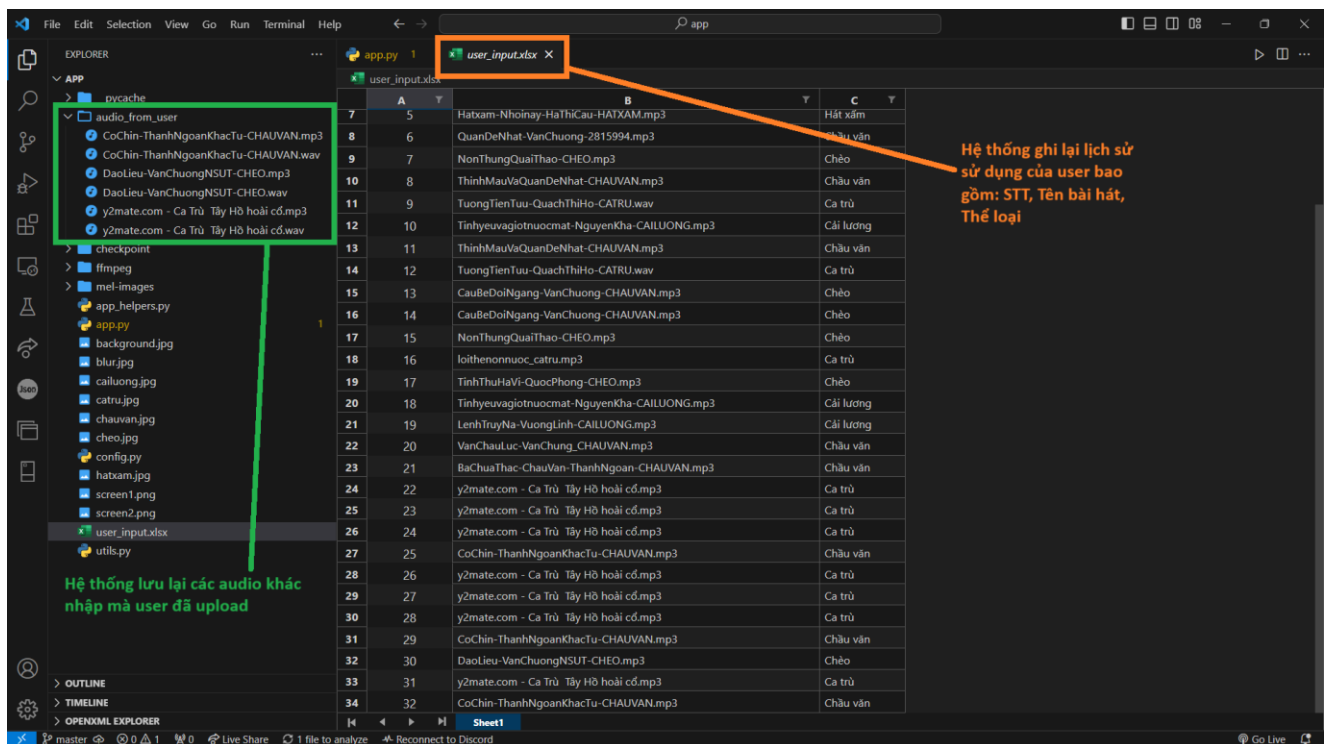 File Edit Selection View Go Run Terminal Help
app
EXPLORER
APP
pycache
audio_from_user
CoChin-ThanhNgoanKhacTu-CHAUVAN.mp3
CoChin-ThanhNgoanKhacTu-CHAUVAN.wav
DaoLieu-VanChuongNSUT-CHEO.mp3
DaoLieu-VanChuongNSUT-CHEO.wav
y2mate.com - Ca Trù Tây Hồ hoài cổ.mp3
y2mate.com - Ca Trù Tây Hồ hoài cổ.wav
checkpoint
ffmpeg
mel-images
app_helpers.py
app.py 1
background.jpg
blur.jpg
cailuong.jpg
catru.jpg
chauvan.jpg
cheo.jpg
config.py
hatxam.jpg
screen1.png
screen2.png
user_input.xlsx
utils.py
Hệ thống lưu lại các audio khác
nhập mà user đã upload
OUTLINE
TIMELINE
OPENXML EXPLORER
Json
app.py 1 user_input.xlsx
user_input.xlsx
A B C
7 5 Hatxam-Nhoinay-HaThiCau-HATXAM.mp3 Hát xẩm
8 6 QuanDeNhat-VanChuong-2815994.mp3 Chầu văn
9 7 NonThungQuaiThao-CHEO.mp3 Chèo
10 8 ThinhMauVaQuanDeNhat-CHAUVAN.mp3 Chầu văn
11 9 TuongTienTuu-QuachThiHo-CATRU.wav Ca trù
12 10 Tinhyeuvagiotnuocmat-NguyenKha-CAILUONG.mp3 Cải lương
13 11 ThinhMauVaQuanDeNhat-CHAUVAN.mp3 Chầu văn
14 12 TuongTienTuu-QuachThiHo-CATRU.wav Ca trù
15 13 CauBeDoiNgang-VanChuong-CHAUVAN.mp3 Chèo
16 14 CauBeDoiNgang-VanChuong-CHAUVAN.mp3 Chèo
17 15 NonThungQuaiThao-CHEO.mp3 Chèo
18 16 loithenonnuoc_catru.mp3 Ca trù
19 17 TinhThuHaVi-QuocPhong-CHEO.mp3 Chèo
20 18 Tinhyeuvagiotnuocmat-NguyenKha-CAILUONG.mp3 Cải lương
21 19 LenhTruyNa-VuongLinh-CAILUONG.mp3 Cải lương
22 20 VanChauLuc-VanChung_CHAUVAN.mp3 Chầu văn
23 21 BaChuaThac-ChauVan-ThanhNgoan-CHAUVAN.mp3 Chầu văn
24 22 y2mate.com - Ca Trù Tây Hồ hoài cổ.mp3 Ca trù
25 23 y2mate.com - Ca Trù Tây Hồ hoài cổ.mp3 Ca trù
26 24 y2mate.com - Ca Trù Tây Hồ hoài cổ.mp3 Ca trù
27 25 CoChin-ThanhNgoanKhacTu-CHAUVAN.mp3 Chầu văn
28 26 y2mate.com - Ca Trù Tây Hồ hoài cổ.mp3 Ca trù
29 27 y2mate.com - Ca Trù Tây Hồ hoài cổ.mp3 Ca trù
30 28 y2mate.com - Ca Trù Tây Hồ hoài cổ.mp3 Ca trù
31 29 CoChin-ThanhNgoanKhacTu-CHAUVAN.mp3 Chầu văn
32 30 DaoLieu-VanChuongNSUT-CHEO.mp3 Chèo
33 31 y2mate.com - Ca Trù Tây Hồ hoài cổ.mp3 Ca trù
34 32 CoChin-ThanhNgoanKhacTu-CHAUVAN.mp3 Chầu văn
Sheet1
Hệ thống ghi lại lịch sử
sử dụng của user bao
gồm: STT, Tên bài hát,
Thể loại
master 0 1 0 Live Share 1 file to analyze Reconnect to Discord Go Live